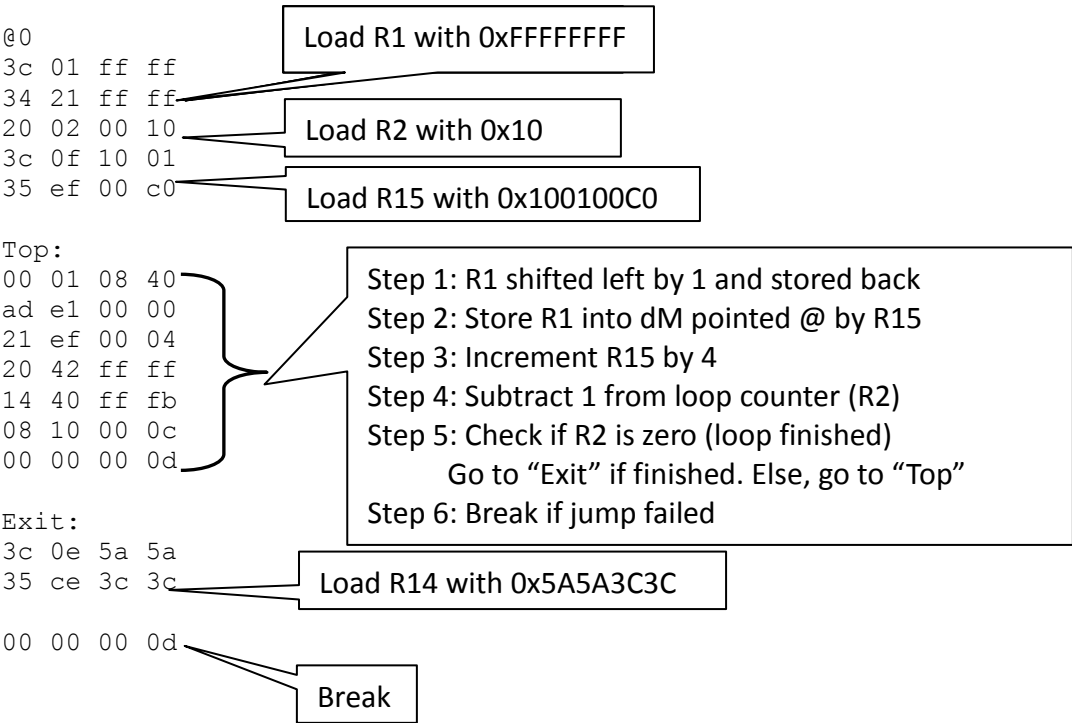 @0
Load R1 with 0xFFFFFFFF
3c 01 ff ff
34 21 ff ff
20 02 00 10
Load R2 with 0x10
3c 0f 10 01
35 ef 00 c0
Load R15 with 0x100100C0
Top:
00 01 08 40
ad e1 00 00
21 ef 00 04
20 42 ff ff
14 40 ff fb
08 10 00 0c
00 00 00 0d
Step 1: R1 shifted left by 1 and stored back
Step 2: Store R1 into dM pointed @ by R15
Step 3: Increment R15 by 4
Step 4: Subtract 1 from loop counter (R2)
Step 5: Check if R2 is zero (loop finished)
Go to “Exit” if finished. Else, go to “Top”
Step 6: Break if jump failed
Exit:
3c 0e 5a 5a
35 ce 3c 3c
Load R14 with 0x5A5A3C3C
00 00 00 0d
Break